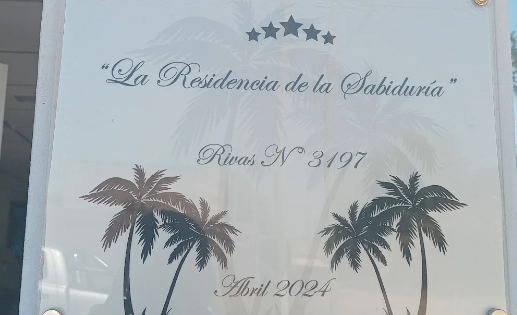 “La Residencia de la Sabiduría”
Rivas N° 3197
Abril 2024